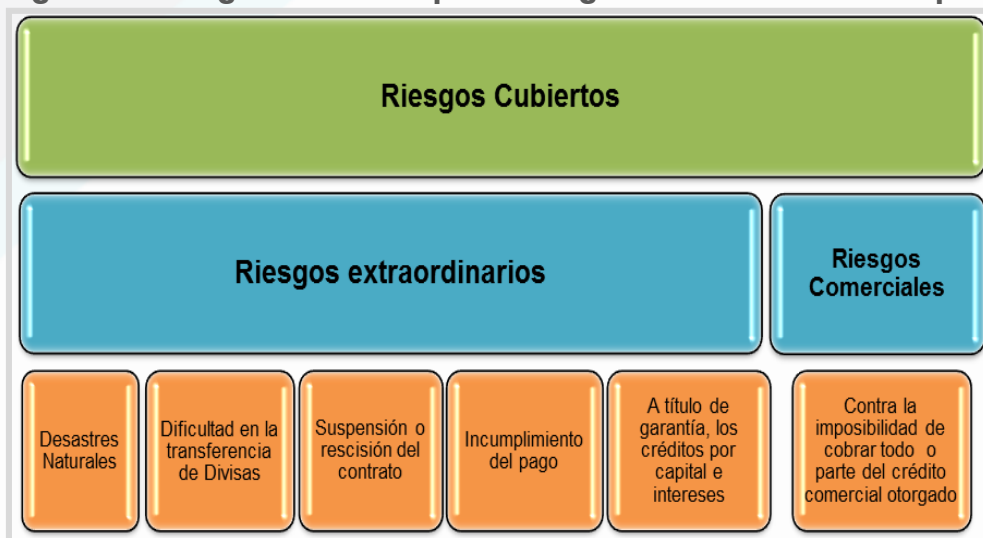 Riesgos Cubiertos
Riesgos extraordinarios
Riesgos
Comerciales
Desastres
Naturales
Dificultad en la
transferencia
de Divisas
Suspensión o
rescisión del
contrato
Incumplimiento
del pago
A título de
garantía, los
créditos por
capital e
intereses
Contra la
imposibilidad de
cobrar todo o
parte del crédito
comercial otorgado